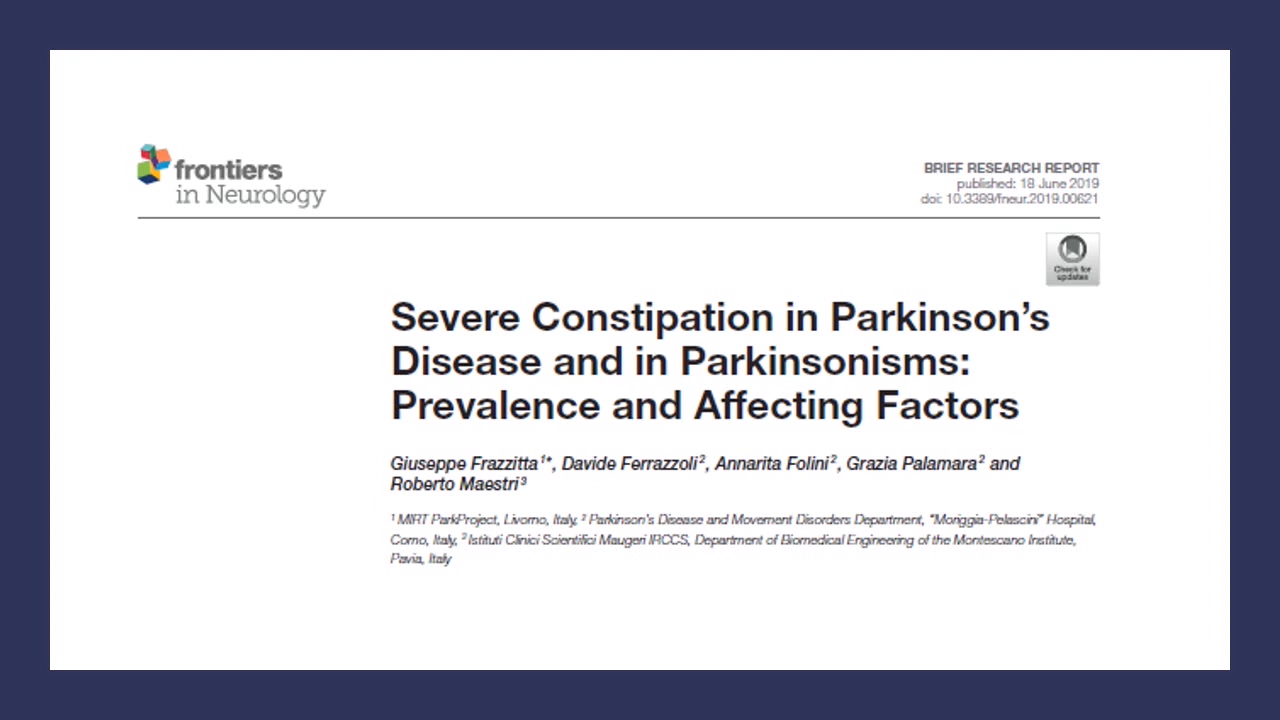 frontiers
in Neurology
BRIEF RESEARCH REPORT
published: 18 June 2019
doi: 10.3389/fneur.2019.00621
Check for
updates
Severe Constipation in Parkinson’s
Disease and in Parkinsonisms:
Prevalence and Affecting Factors
Giuseppe Frazzitta¹*, Davide Ferrazzoli², Annarita Folini², Grazia Palamara² and
Roberto Maestri³
¹ MIRT ParkProject, Livorno, Italy, ² Parkinson’s Disease and Movement Disorders Department, “Moriggia-Pelascini” Hospital,
Como, Italy, ³ Istituti Clinici Scientifici Maugeri IRCCS, Department of Biomedical Engineering of the Montescano Institute,
Pavia, Italy